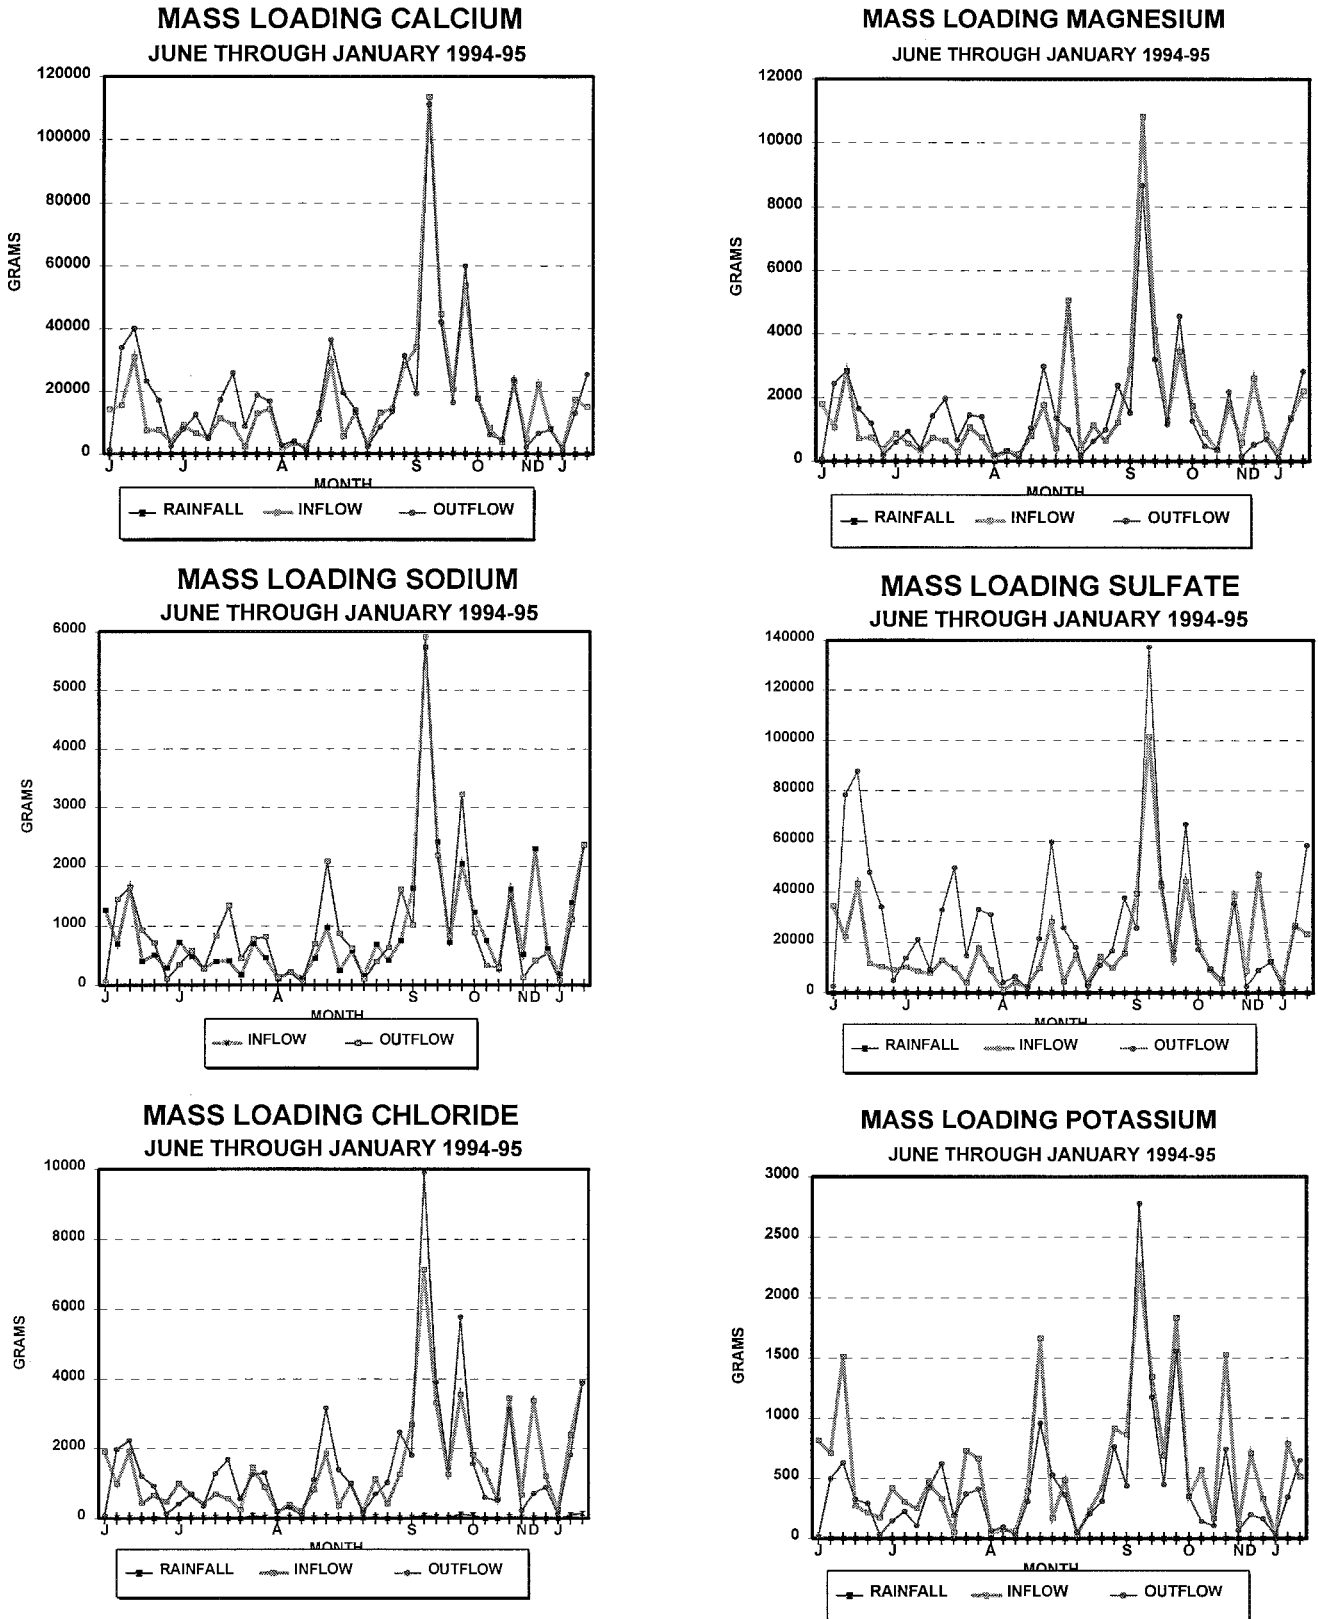 MASS LOADING CALCIUM
JUNE THROUGH JANUARY 1994-95
120000
100000
80000
60000
40000
20000
0
GRAMS
J J A S O ND J
MONTH
RAINFALL INFLOW OUTFLOW
MASS LOADING MAGNESIUM
JUNE THROUGH JANUARY 1994-95
12000
10000
8000
6000
4000
2000
0
GRAMS
J J A S O ND J
MONTH
RAINFALL INFLOW OUTFLOW
MASS LOADING SODIUM
JUNE THROUGH JANUARY 1994-95
6000
5000
4000
3000
2000
1000
0
GRAMS
J J A S O ND J
MONTH
INFLOW OUTFLOW
MASS LOADING SULFATE
JUNE THROUGH JANUARY 1994-95
140000
120000
100000
80000
60000
40000
20000
0
GRAMS
J J A S O ND J
MONTH
RAINFALL INFLOW OUTFLOW
MASS LOADING CHLORIDE
JUNE THROUGH JANUARY 1994-95
10000
8000
6000
4000
2000
0
GRAMS
J J A S O ND J
MONTH
RAINFALL INFLOW OUTFLOW
MASS LOADING POTASSIUM
JUNE THROUGH JANUARY 1994-95
3000
2500
2000
1500
1000
500
0
GRAMS
J J A S O ND J
MONTH
RAINFALL INFLOW OUTFLOW